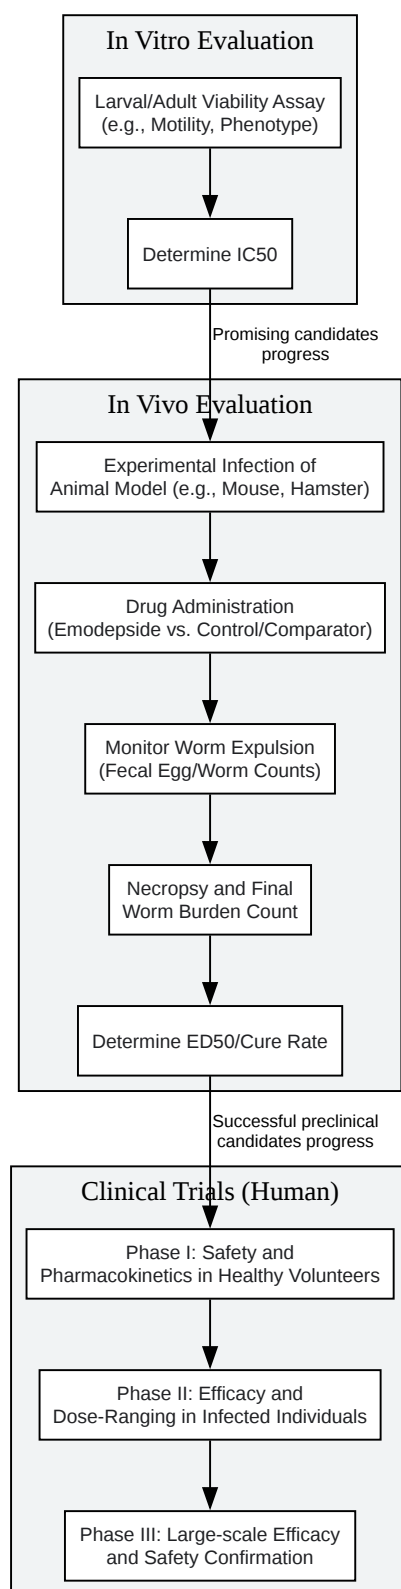 In Vitro Evaluation
Larval/Adult Viability Assay
(e.g., Motility, Phenotype)
Determine IC50
Promising candidates
progress
In Vivo Evaluation
Experimental Infection of
Animal Model (e.g., Mouse, Hamster)
Drug Administration
(Emodepside vs. Control/Comparator)
Monitor Worm Expulsion
(Fecal Egg/Worm Counts)
Necropsy and Final
Worm Burden Count
Determine ED50/Cure Rate
Successful preclinical
candidates progress
Clinical Trials (Human)
Phase I: Safety and
Pharmacokinetics in Healthy Volunteers
Phase II: Efficacy and
Dose-Ranging in Infected Individuals
Phase III: Large-scale Efficacy
and Safety Confirmation